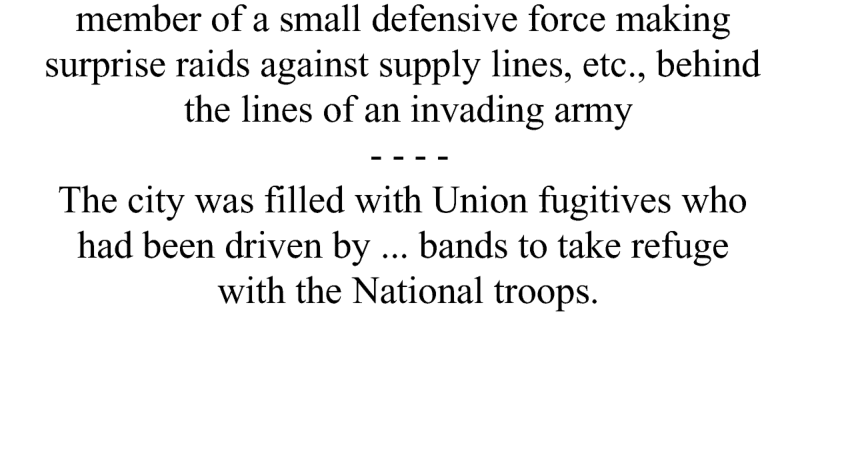 member of a small defensive force making
surprise raids against supply lines, etc., behind
the lines of an invading army
- - - -
The city was filled with Union fugitives who
had been driven by ... bands to take refuge
with the National troops.